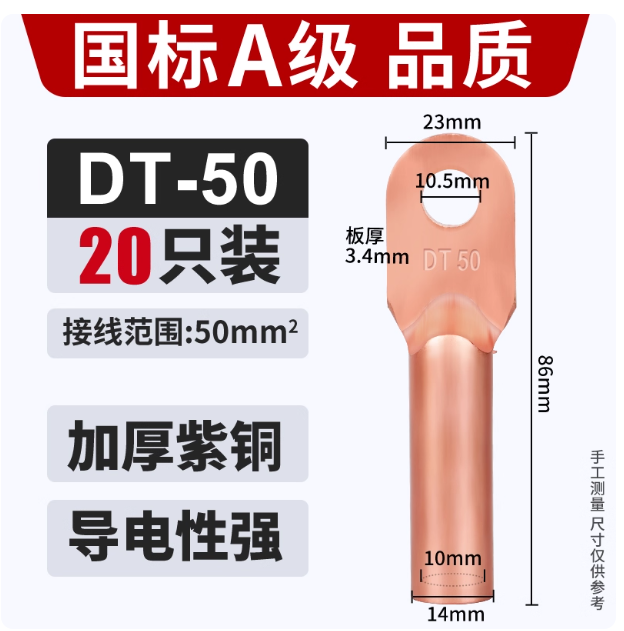 国标A级 品质
DT-50
20只装
接线范围:50mm²
加厚紫铜
导电性强
23mm
10.5mm
板厚
3.4mm
DT 50
86mm
10mm
14mm
手工测量 尺寸仅供参考